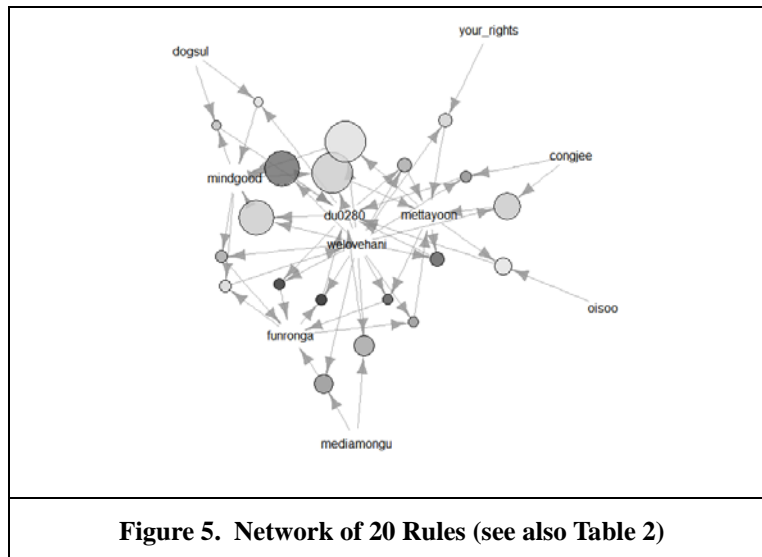 your_rights
dogsul
congjee
mindgood
du0280
mettayoon
welovehani
oisoo
funronga
mediamongu
Figure 5. Network of 20 Rules (see also Table 2)